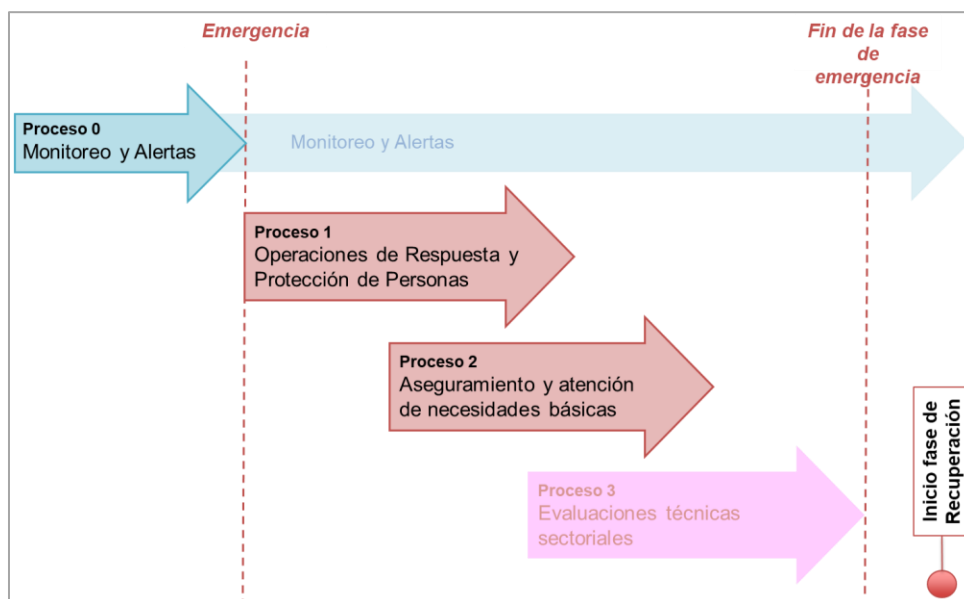 Emergencia
Fin de la fase
de
emergencia
Proceso 0
Monitoreo y Alertas
Monitoreo y Alertas
Proceso 1
Operaciones de Respuesta y
Protección de Personas
Proceso 2
Aseguramiento y atención
de necesidades básicas
Proceso 3
Evaluaciones técnicas
sectoriales
Inicio fase de
Recuperación